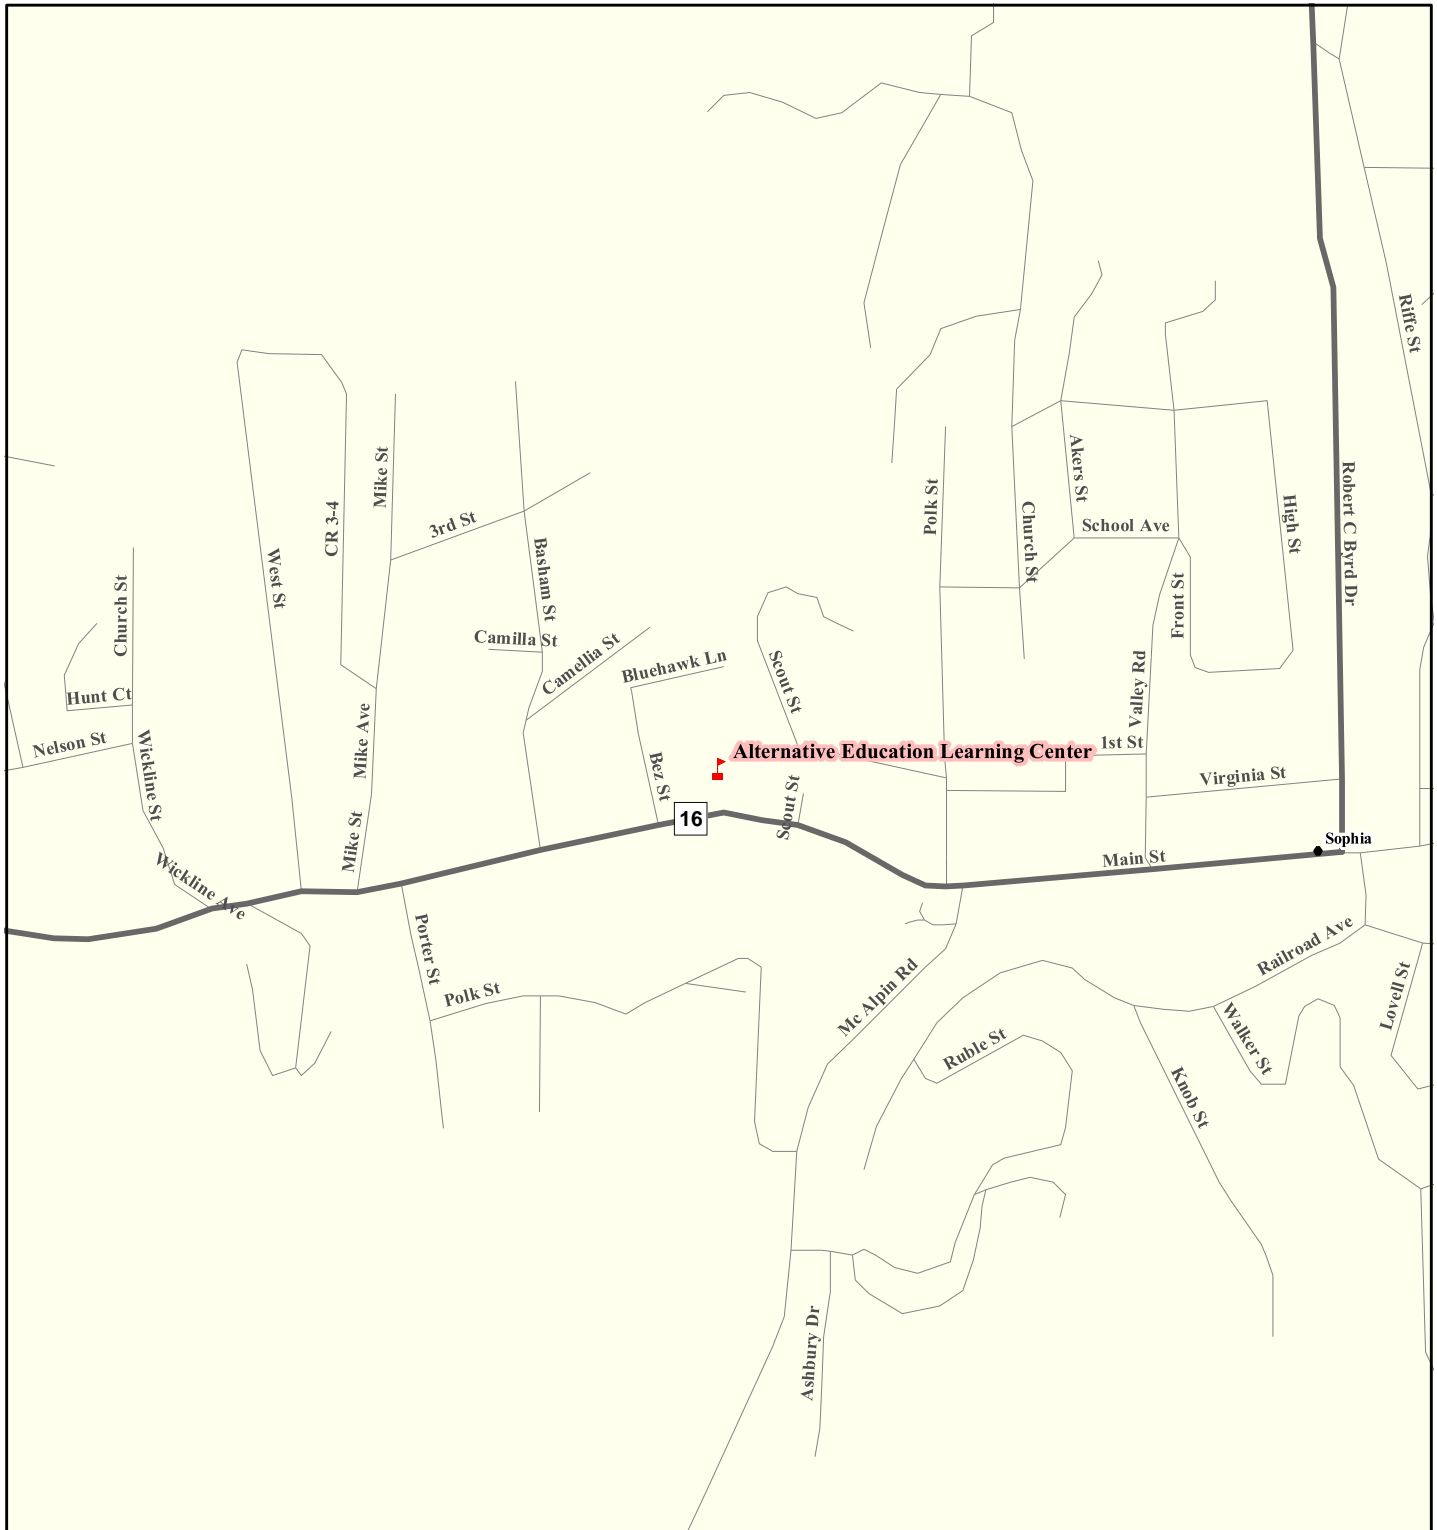 Riffe St
Mike St
Polk St
Akers St
Robert C Byrd Dr
CR 3-4
3rd St
Church St
School Ave
High St
West St
Basham St
Church St
Front St
Camilla St
Camellia St
Bluehawk Ln
Scout St
Valley Rd
Hunt Ct
Nelson St
Wickline St
Mike Ave
Bez St
Alternative Education Learning Center
1st St
Virginia St
Scout St
16
Mike St
Sophia
Main St
Wickline Ave
Porter St
Railroad Ave
Polk St
Mc Alpin Rd
Lovell St
Ruble St
Walker St
Knob St
Ashbury Dr